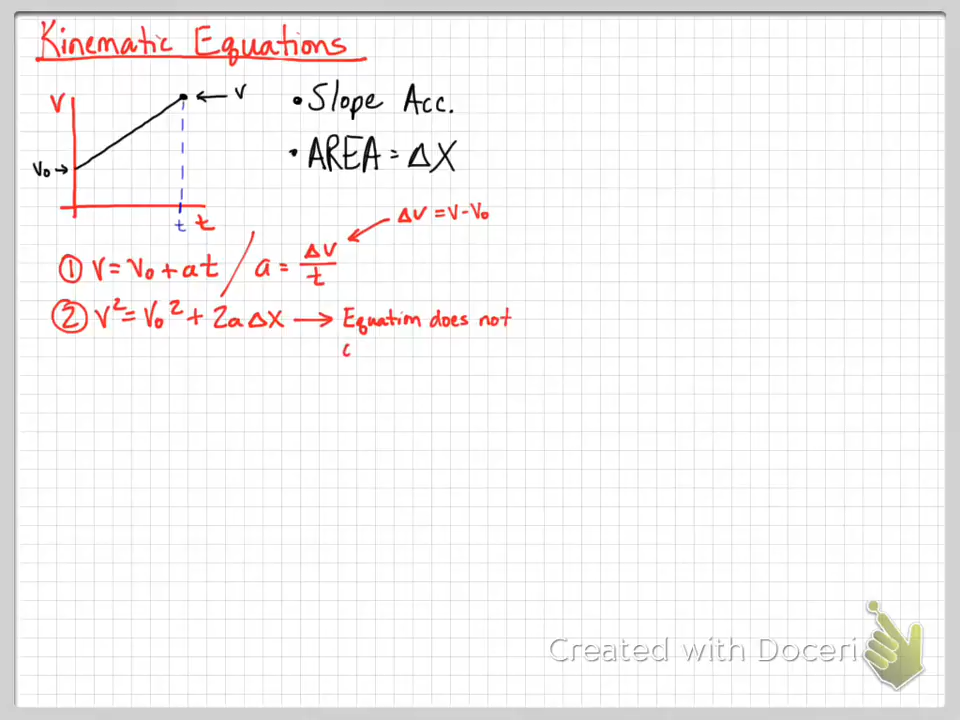 Kinematic Equations
V
← V
V₀ →
t
t
• Slope Acc.
• AREA = ΔX
ΔV = V - V₀
① V = V₀ + at / a = ΔV/t
② V² = V₀² + 2aΔX → Equation does not
c
Created with Doceri